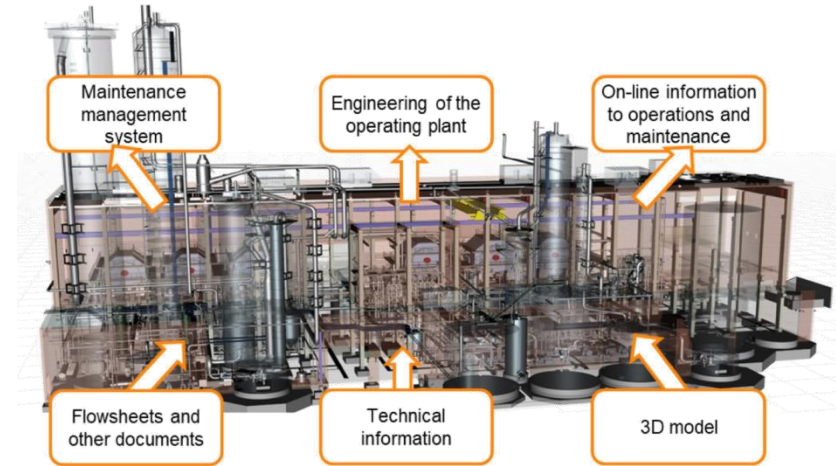 Maintenance
management
system
Engineering of the
operating plant
On-line information
to operations and
maintenance
Flowsheets and
other documents
Technical
information
3D model